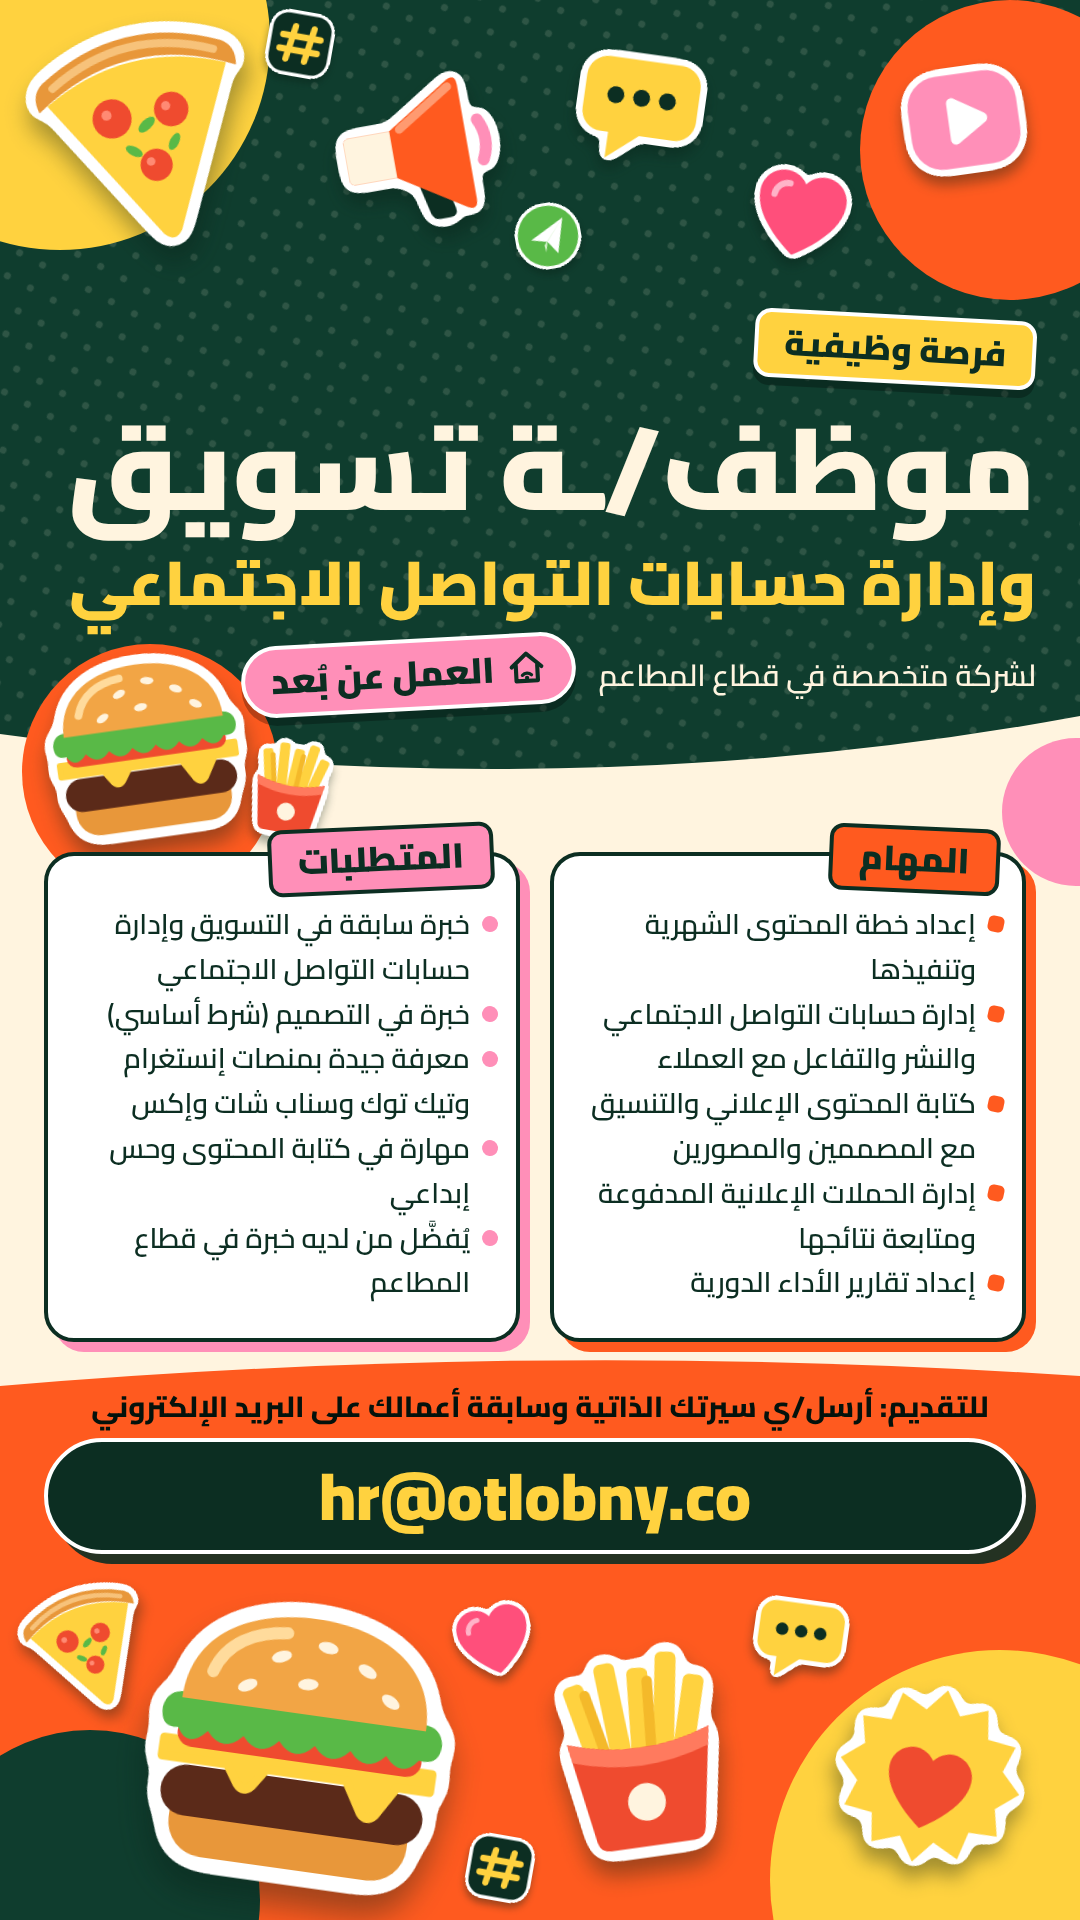 #
فرصة وظيفية
موظف/ـة تسويق
وإدارة حسابات التواصل الاجتماعي
لشركة متخصصة في قطاع المطاعم
العمل عن بُعد
المهام
إعداد خطة المحتوى الشهرية
وتنفيذها
إدارة حسابات التواصل الاجتماعي
والنشر والتفاعل مع العملاء
كتابة المحتوى الإعلاني والتنسيق
مع المصممين والمصورين
إدارة الحملات الإعلانية المدفوعة
ومتابعة نتائجها
إعداد تقارير الأداء الدورية
المتطلبات
خبرة سابقة في التسويق وإدارة
حسابات التواصل الاجتماعي
خبرة في التصميم (شرط أساسي)
معرفة جيدة بمنصات إنستغرام
وتيك توك وسناب شات وإكس
مهارة في كتابة المحتوى وحس
إبداعي
يُفضَّل من لديه خبرة في قطاع
المطاعم
للتقديم: أرسل/ي سيرتك الذاتية وسابقة أعمالك على البريد الإلكتروني
hr@otlobny.co
#